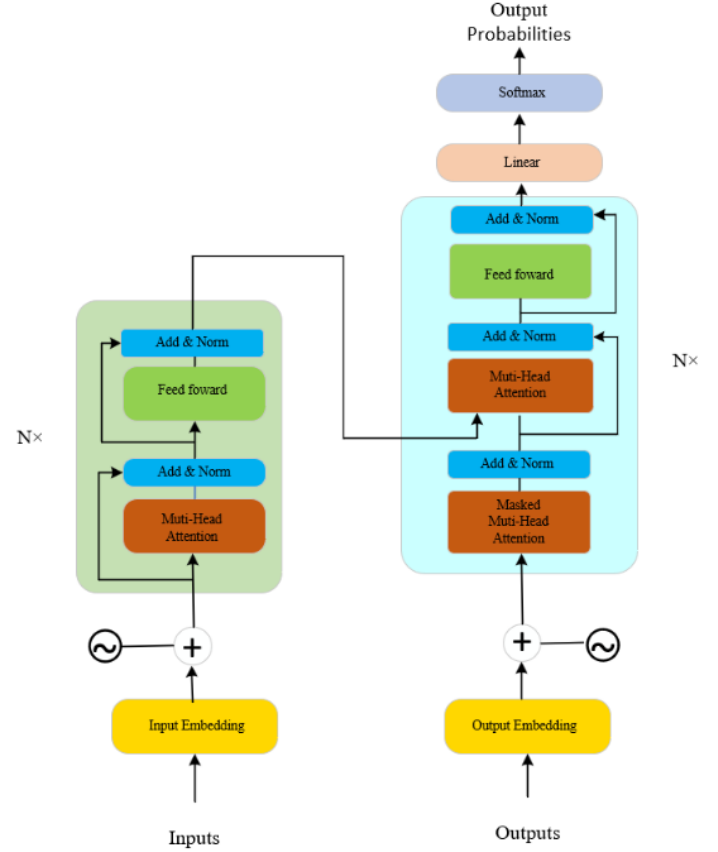 Output
Probabilities
Softmax
Linear
Add & Norm
Feed foward
Add & Norm
Muti-Head
Attention
Add & Norm
Masked
Muti-Head
Attention
N×
Output Embedding
Outputs
Add & Norm
Feed foward
Add & Norm
Muti-Head
Attention
N×
Input Embedding
Inputs